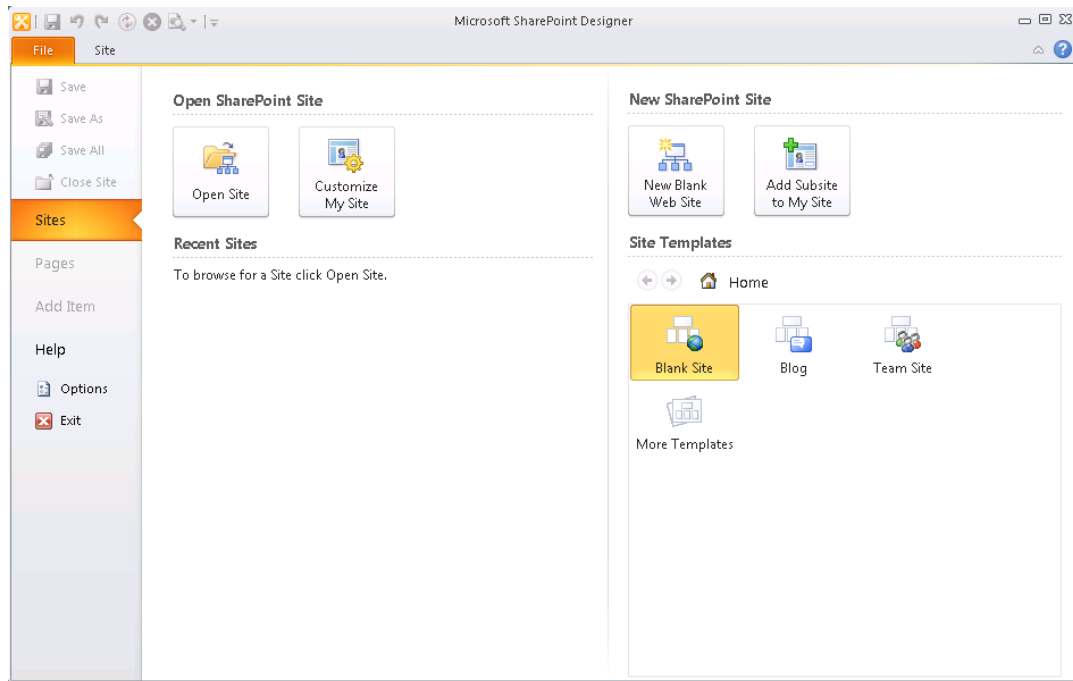 Microsoft SharePoint Designer
File Site
Save
Save As
Save All
Close Site
Sites
Pages
Add Item
Help
Options
Exit
Open SharePoint Site
Open Site
Customize
My Site
Recent Sites
To browse for a Site click Open Site.
New SharePoint Site
New Blank
Web Site
Add Subsite
to My Site
Site Templates
Home
Blank Site
Blog
Team Site
More Templates